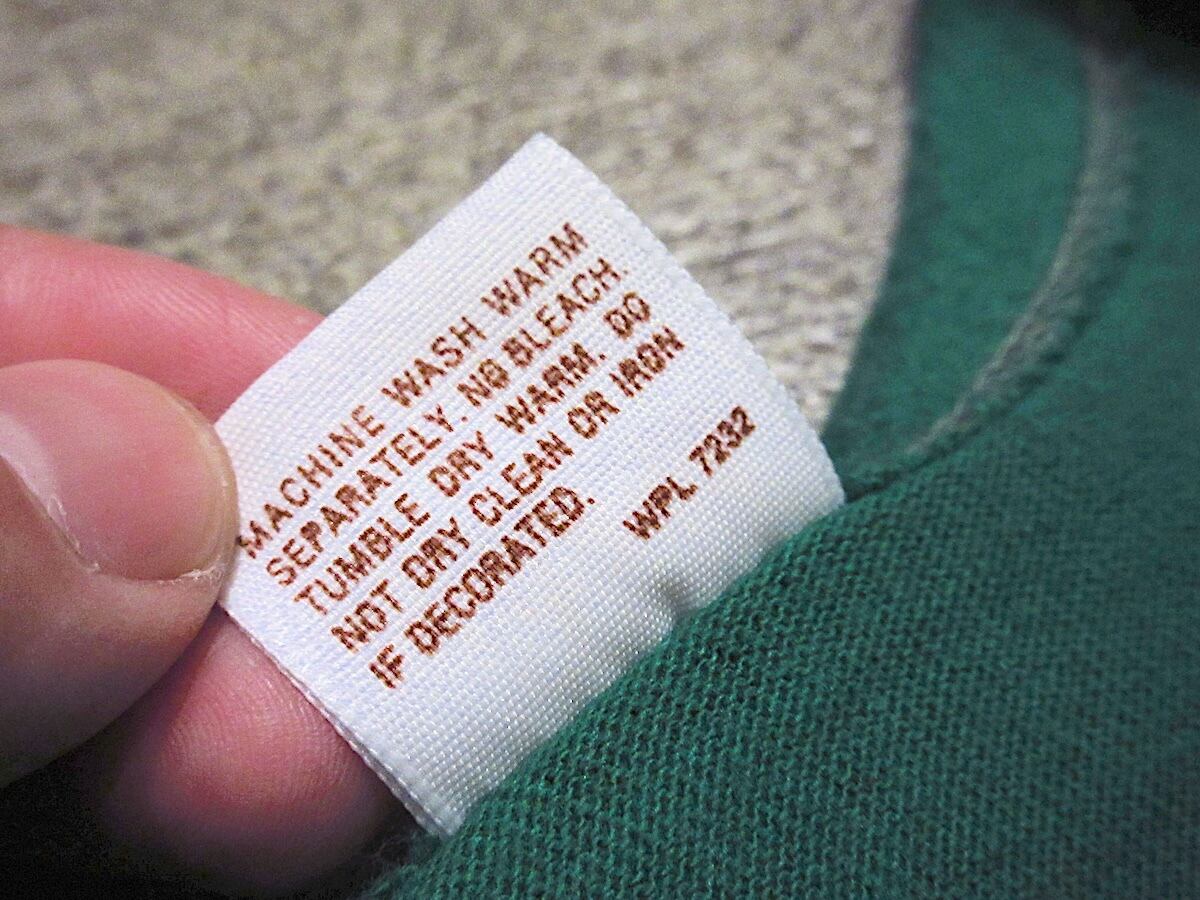 MACHINE WASH WARM
SEPARATELY. NO BLEACH.
TUMBLE DRY WARM. DO
NOT DRY CLEAN OR IRON
IF DECORATED.
WPL 7232